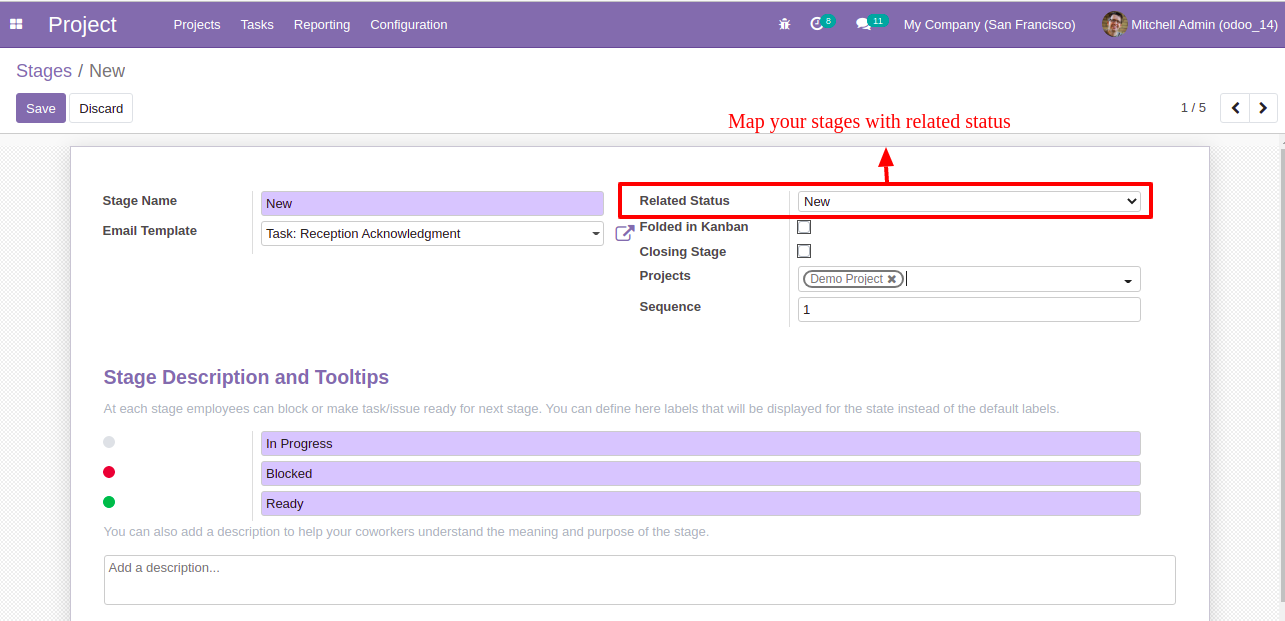 Project Projects Tasks Reporting Configuration 8 11 My Company (San Francisco) Mitchell Admin (odoo_14)
Stages / New
Save Discard 1 / 5
Map your stages with related status
Stage Name New Related Status New
Email Template Task: Reception Acknowledgment Folded in Kanban
Closing Stage
Projects Demo Project ✖
Sequence 1
Stage Description and Tooltips
At each stage employees can block or make task/issue ready for next stage. You can define here labels that will be displayed for the state instead of the default labels.
In Progress
Blocked
Ready
You can also add a description to help your coworkers understand the meaning and purpose of the stage.
Add a description...